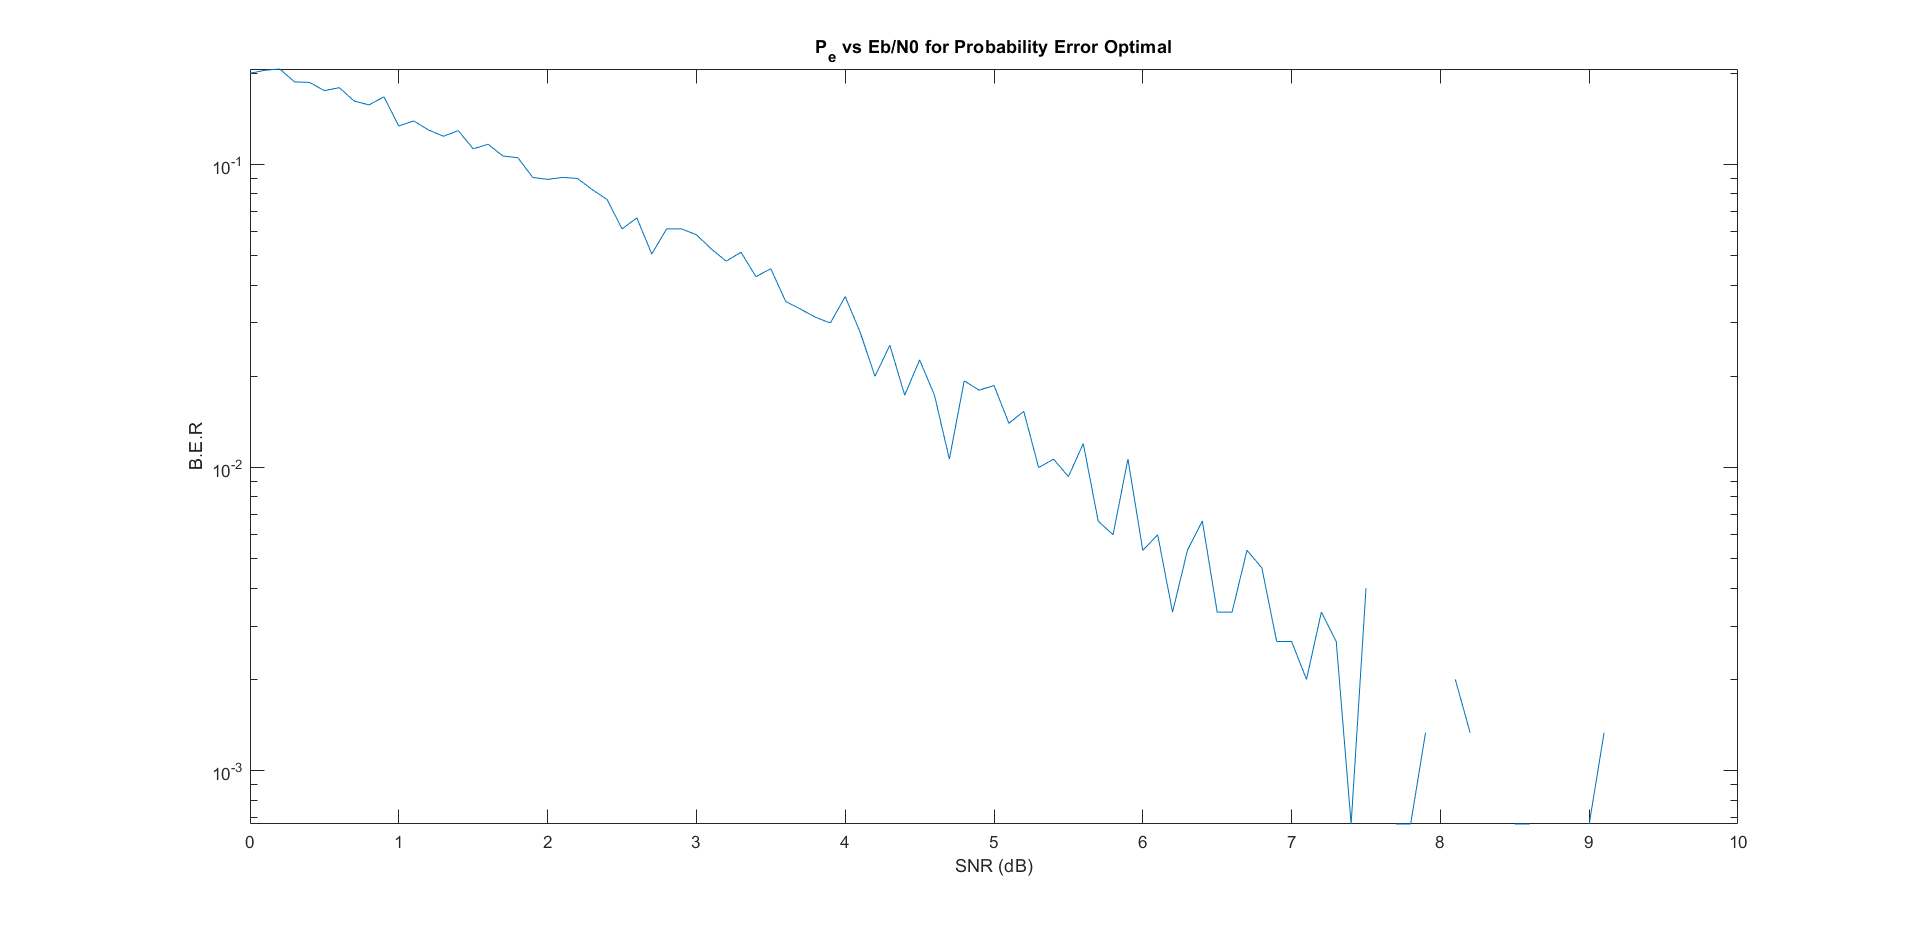 P_e vs Eb/N0 for Probability Error Optimal
10^-1
10^-2
10^-3
B.E.R
0 1 2 3 4 5 6 7 8 9 10
SNR (dB)